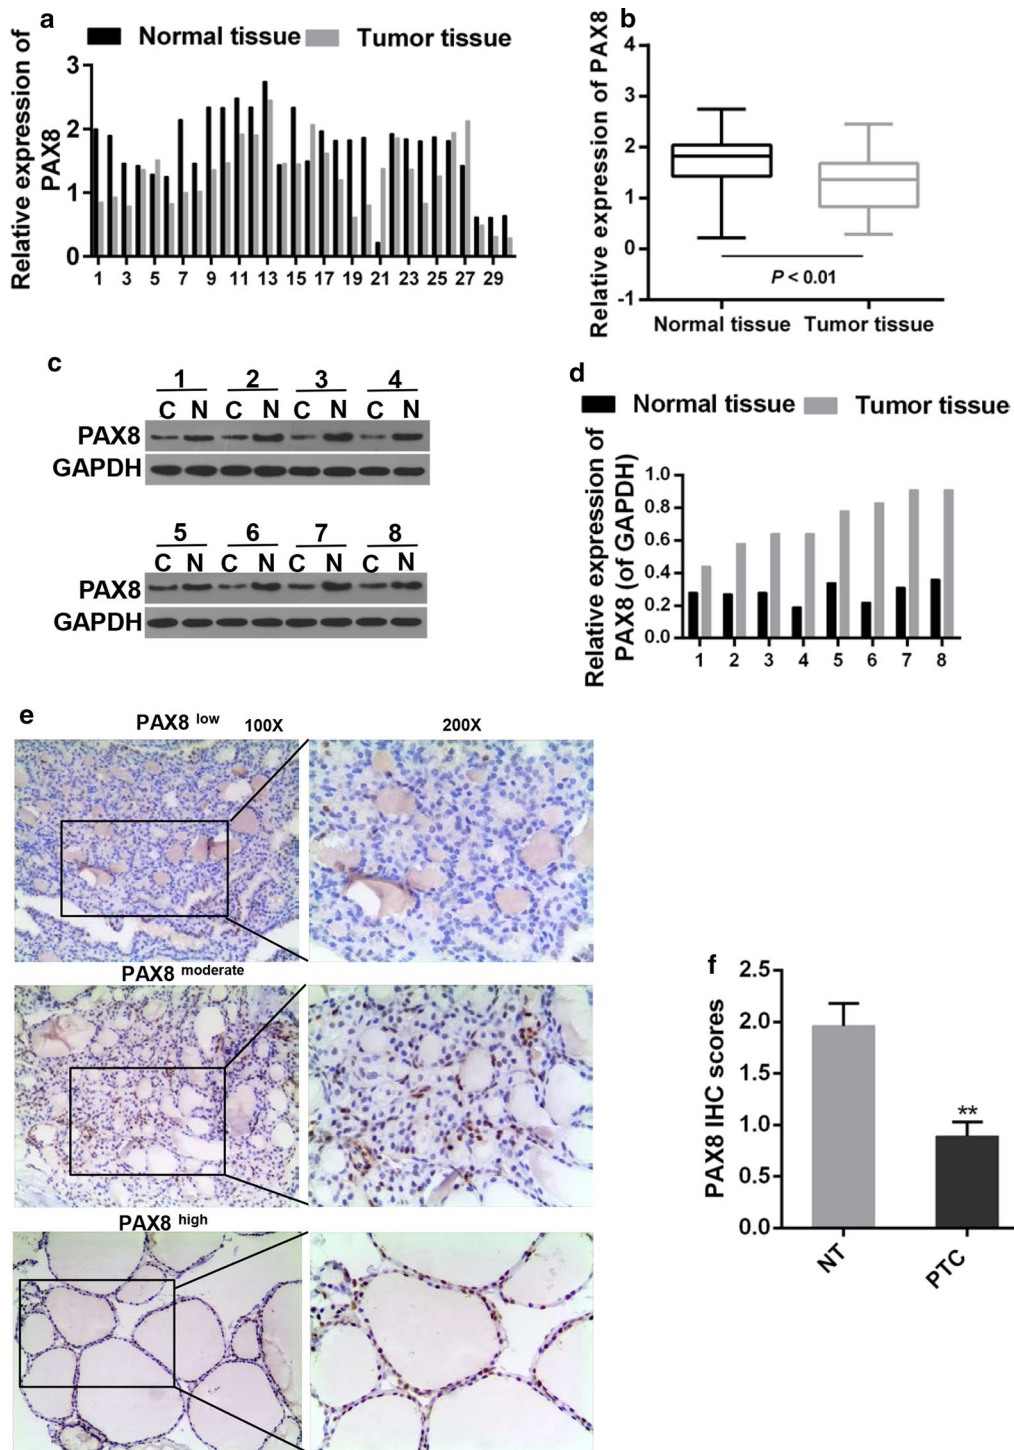 a
Normal tissue
Tumor tissue
Relative expression of
PAX8
3
2
1
0
1 3 5 7 9 11 13 15 17 19 21 23 25 27 29
b
Relative expression of PAX8
4
3
2
1
0
-1
P < 0.01
Normal tissue Tumor tissue
c
1 2 3 4
C N C N C N C N
PAX8
GAPDH
5 6 7 8
C N C N C N C N
PAX8
GAPDH
d
Normal tissue
Tumor tissue
Relative expression of
PAX8 (of GAPDH)
1.0
0.8
0.6
0.4
0.2
0.0
1 2 3 4 5 6 7 8
e
PAX8 low 100X 200X
PAX8 moderate
PAX8 high
f
PAX8 IHC scores
2.5
2.0
1.5
1.0
0.5
0.0
**
NT
PTC